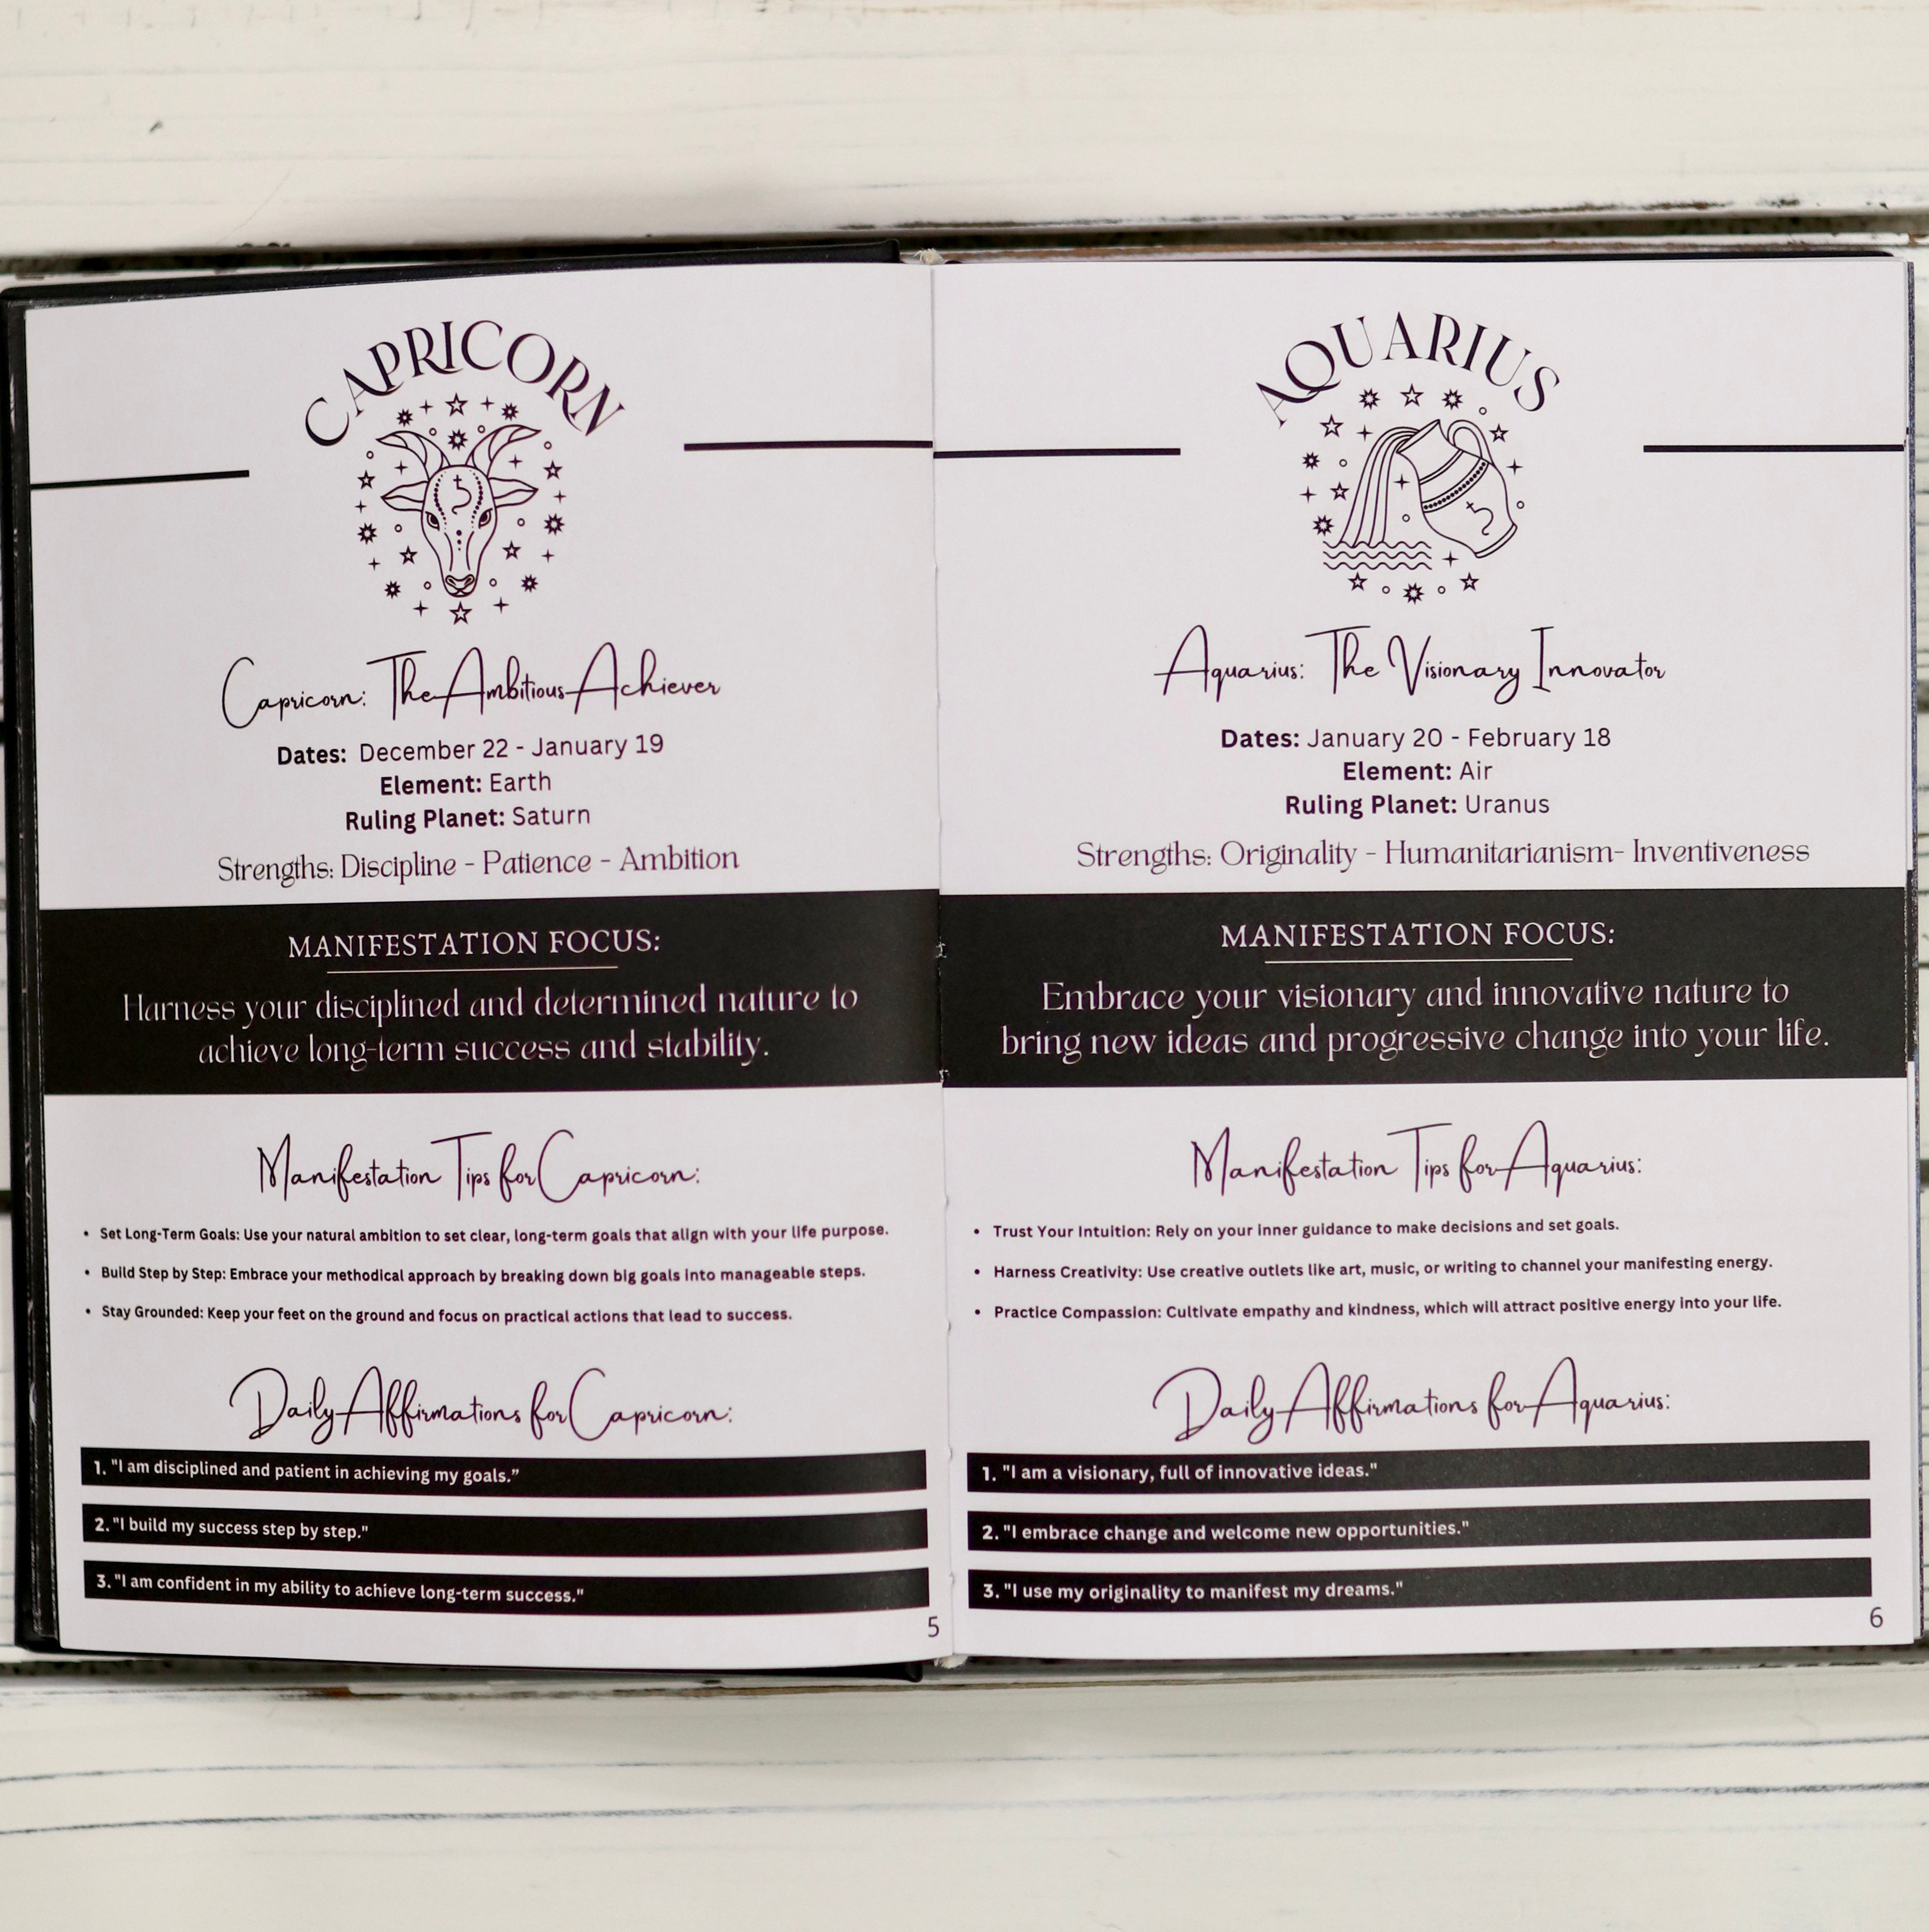 CAPRICORN
Capricorn: The Ambitious Achiever
Dates: December 22 - January 19
Element: Earth
Ruling Planet: Saturn
Strengths: Discipline - Patience - Ambition
MANIFESTATION FOCUS:
Harness your disciplined and determined nature to
achieve long-term success and stability.
Manifestation Tips for Capricorn:
• Set Long-Term Goals: Use your natural ambition to set clear, long-term goals that align with your life purpose.
• Build Step by Step: Embrace your methodical approach by breaking down big goals into manageable steps.
• Stay Grounded: Keep your feet on the ground and focus on practical actions that lead to success.
Daily Affirmations for Capricorn:
1. "I am disciplined and patient in achieving my goals.”
2. "I build my success step by step."
3. "I am confident in my ability to achieve long-term success."
5
AQUARIUS
Aquarius: The Visionary Innovator
Dates: January 20 - February 18
Element: Air
Ruling Planet: Uranus
Strengths: Originality - Humanitarianism- Inventiveness
MANIFESTATION FOCUS:
Embrace your visionary and innovative nature to
bring new ideas and progressive change into your life.
Manifestation Tips for Aquarius:
• Trust Your Intuition: Rely on your inner guidance to make decisions and set goals.
• Harness Creativity: Use creative outlets like art, music, or writing to channel your manifesting energy.
• Practice Compassion: Cultivate empathy and kindness, which will attract positive energy into your life.
Daily Affirmations for Aquarius:
1. "I am a visionary, full of innovative ideas."
2. "I embrace change and welcome new opportunities."
3. "I use my originality to manifest my dreams."
6